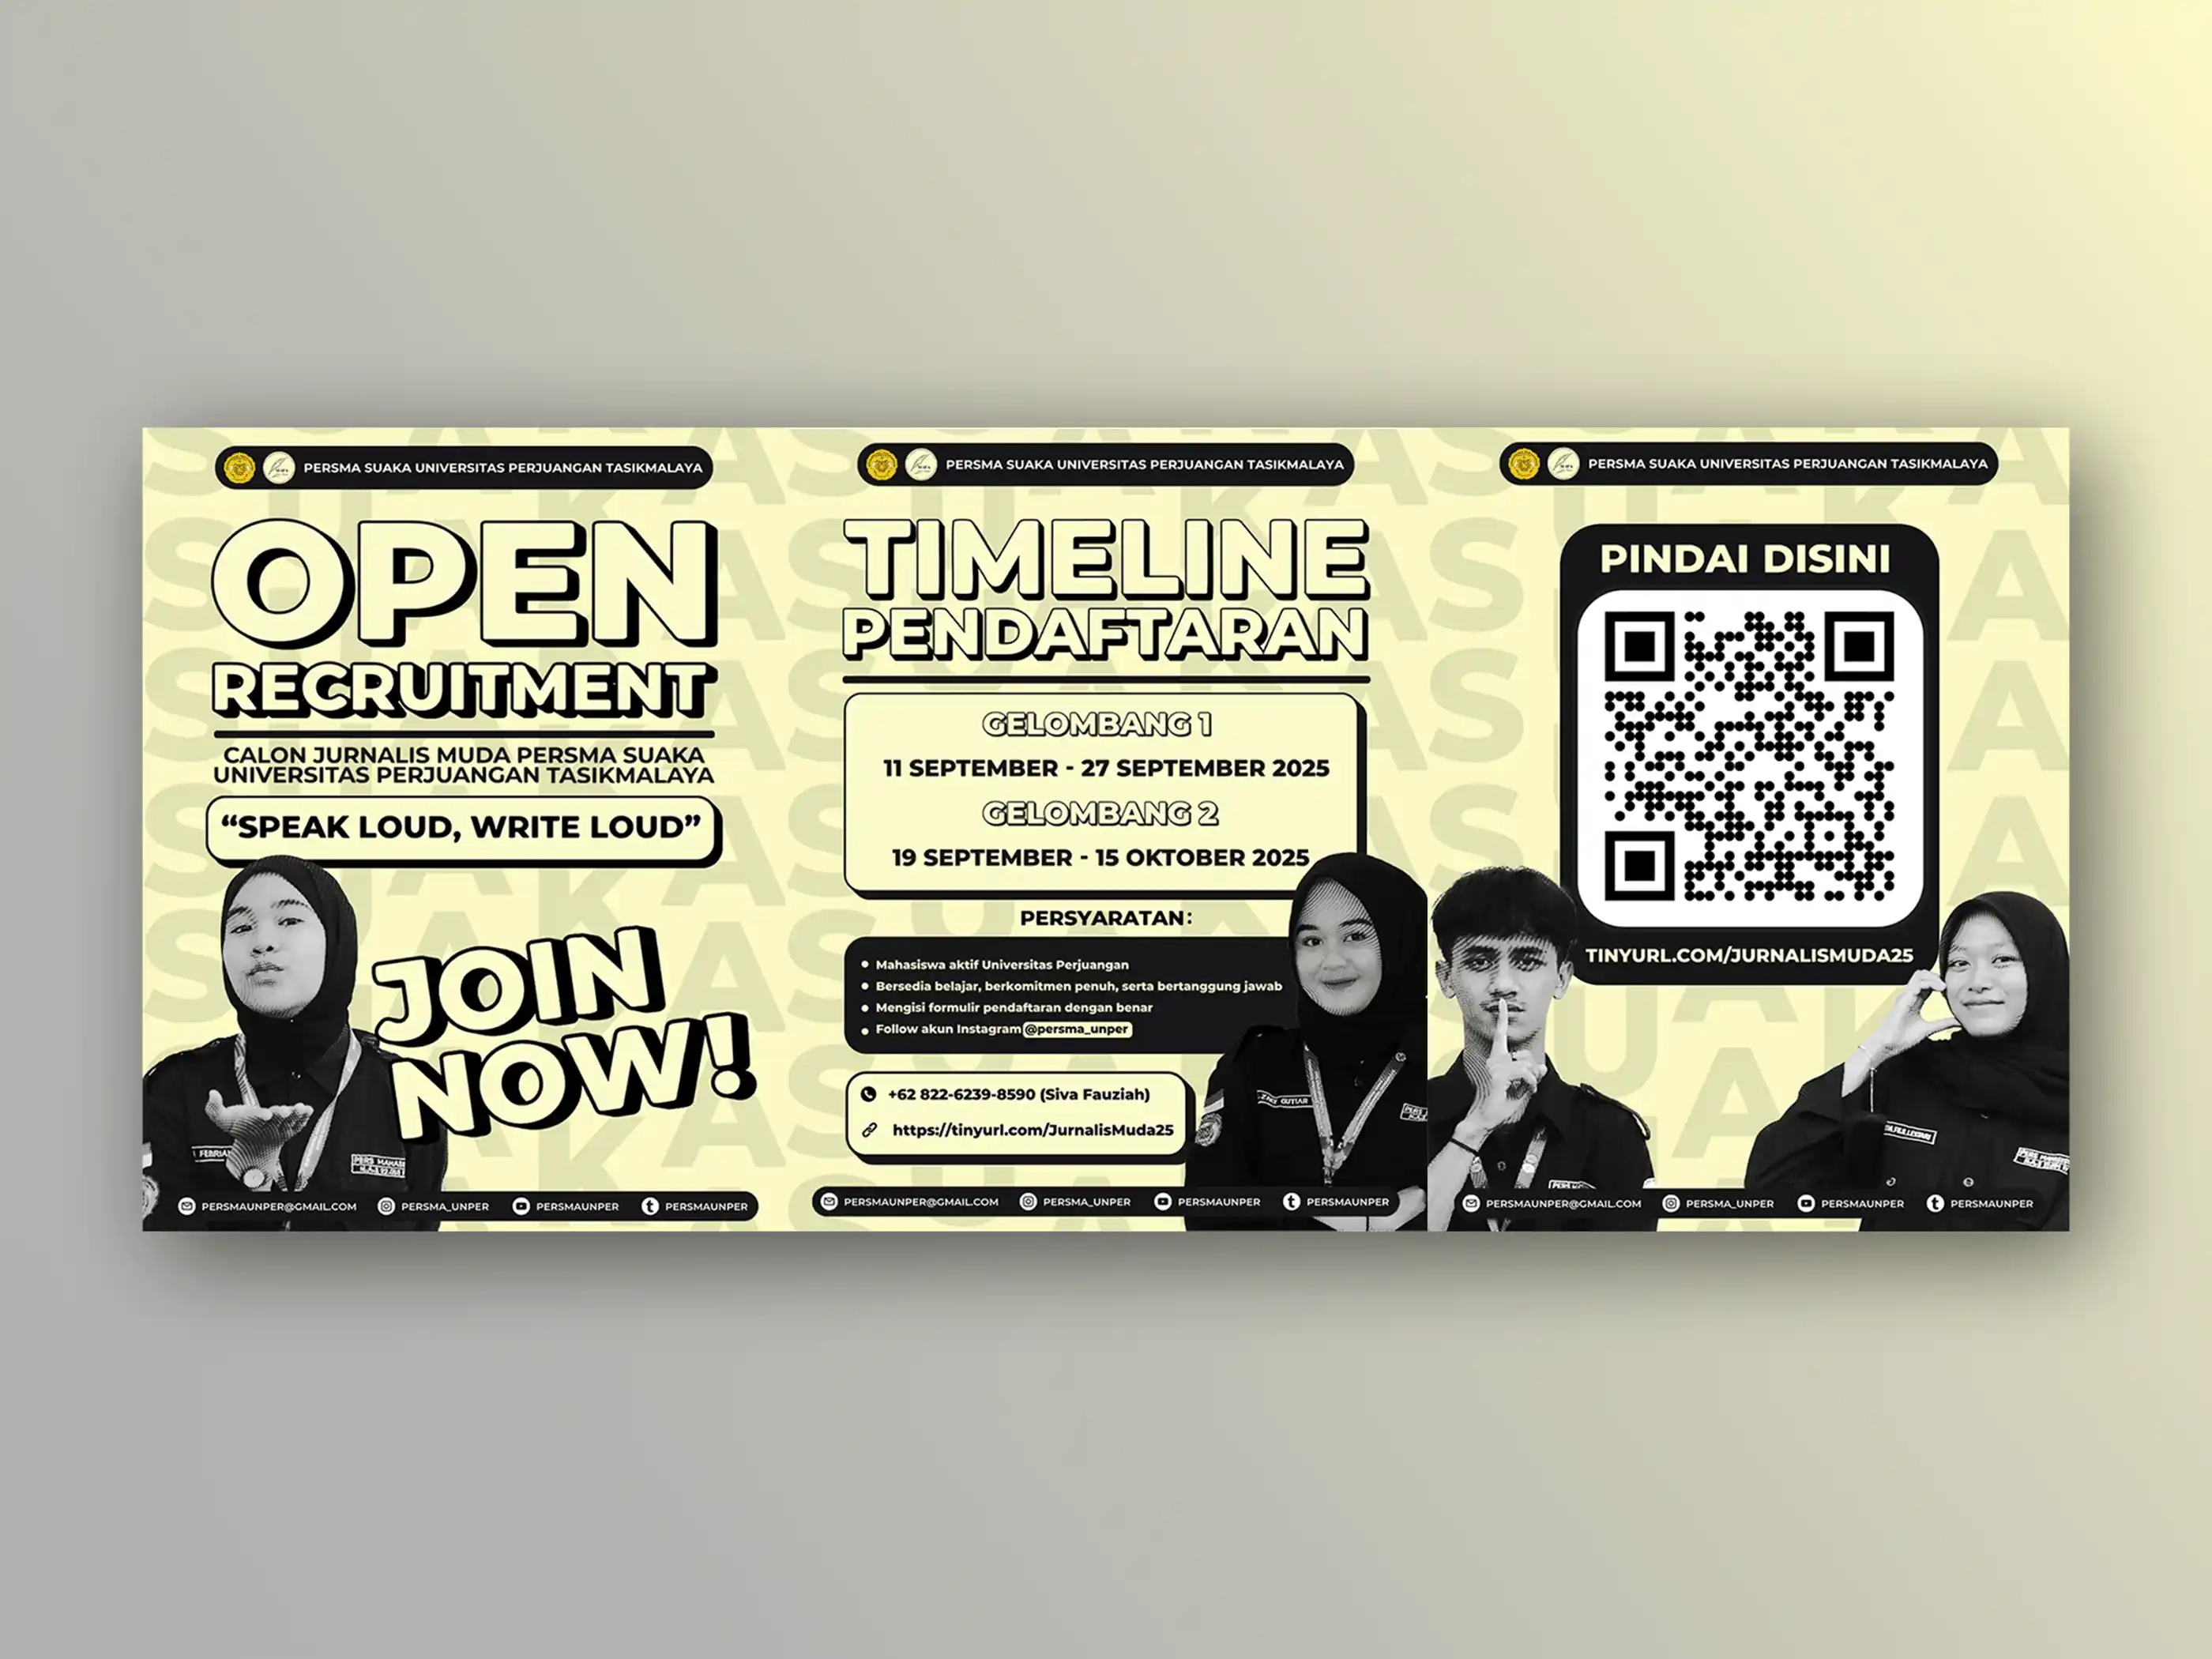 PERSMA SUAKA UNIVERSITAS PERJUANGAN TASIKMALAYA
OPEN
RECRUITMENT
CALON JURNALIS MUDA PERSMA SUAKA
UNIVERSITAS PERJUANGAN TASIKMALAYA
“SPEAK LOUD, WRITE LOUD”
JOIN
NOW!
PERS MAHAS
PERSMAUNPER@GMAIL.COM PERSMA_UNPER PERSMAUNPER PERSMAUNPER
PERSMA SUAKA UNIVERSITAS PERJUANGAN TASIKMALAYA
TIMELINE
PENDAFTARAN
GELOMBANG 1
11 SEPTEMBER - 27 SEPTEMBER 2025
GELOMBANG 2
19 SEPTEMBER - 15 OKTOBER 2025
PERSYARATAN:
Mahasiswa aktif Universitas Perjuangan
Bersedia belajar, berkomitmen penuh, serta bertanggung jawab
Mengisi formulir pendaftaran dengan benar
Follow akun Instagram @persma_unper
+62 822-6239-8590 (Siva Fauziah)
https://tinyurl.com/JurnalisMuda25
PERSMAUNPER@GMAIL.COM PERSMA_UNPER PERSMAUNPER PERSMAUNPER
PERSMA SUAKA UNIVERSITAS PERJUANGAN TASIKMALAYA
PINDAI DISINI
TINYURL.COM/JURNALISMUDA25
PERSMAUNPER@GMAIL.COM PERSMA_UNPER PERSMAUNPER PERSMAUNPER